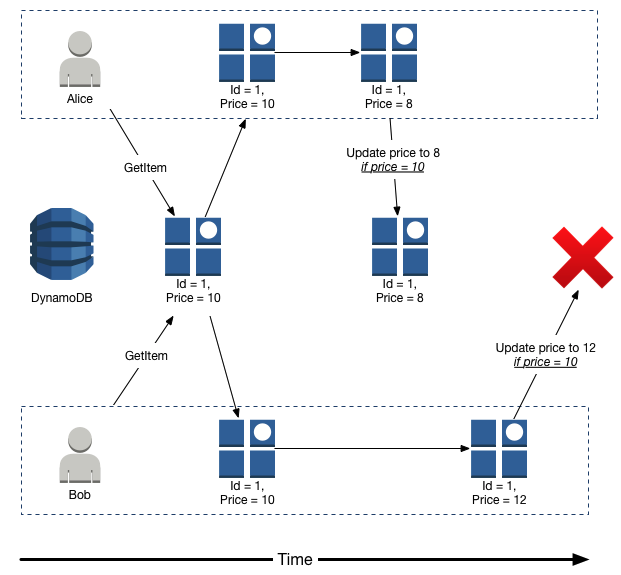 Alice
Id = 1,
Price = 10
Id = 1,
Price = 8
GetItem
Update price to 8
if price = 10
DynamoDB
Id = 1,
Price = 10
Id = 1,
Price = 8
GetItem
Update price to 12
if price = 10
Bob
Id = 1,
Price = 10
Id = 1,
Price = 12
Time